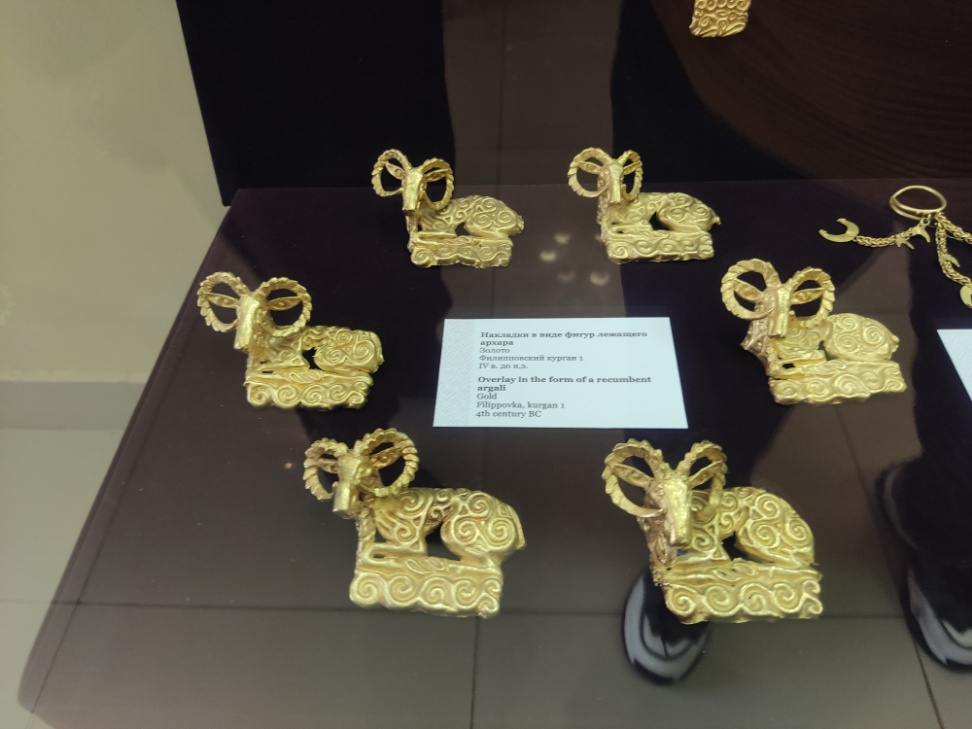 Накладки в виде фигур лежащего
архара
Золото
Филипповский курган 1
IV в. до н.э.
Overlay in the form of a recumbent
argali
Gold
Filippovka, kurgan 1
4th century BC